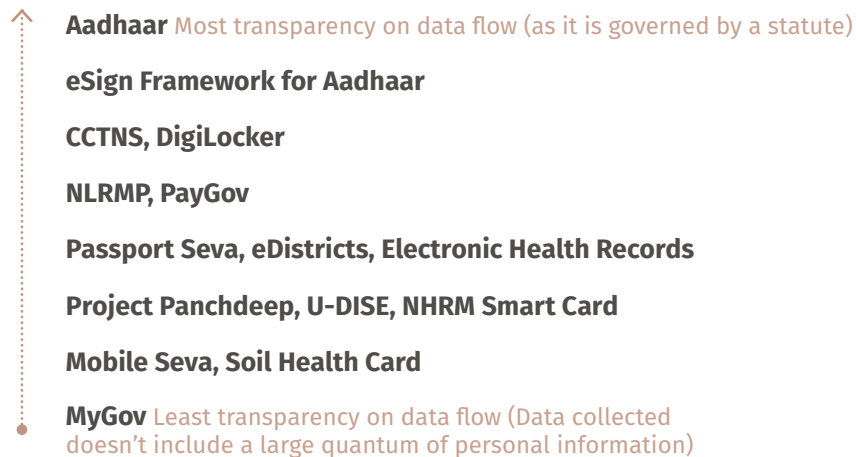 Aadhaar Most transparency on data flow (as it is governed by a statute)
eSign Framework for Aadhaar
CCTNS, DigiLocker
NLRMP, PayGov
Passport Seva, eDistricts, Electronic Health Records
Project Panchdeep, U-DISE, NHRM Smart Card
Mobile Seva, Soil Health Card
MyGov Least transparency on data flow (Data collected
doesn’t include a large quantum of personal information)